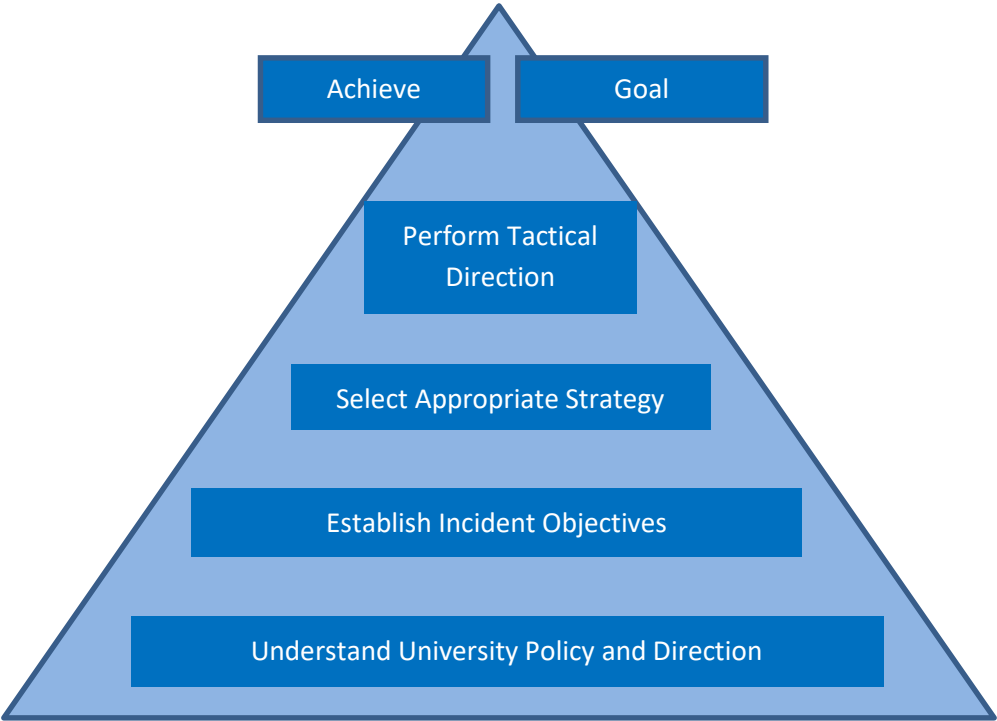 Achieve
Goal
Perform Tactical
Direction
Select Appropriate Strategy
Establish Incident Objectives
Understand University Policy and Direction